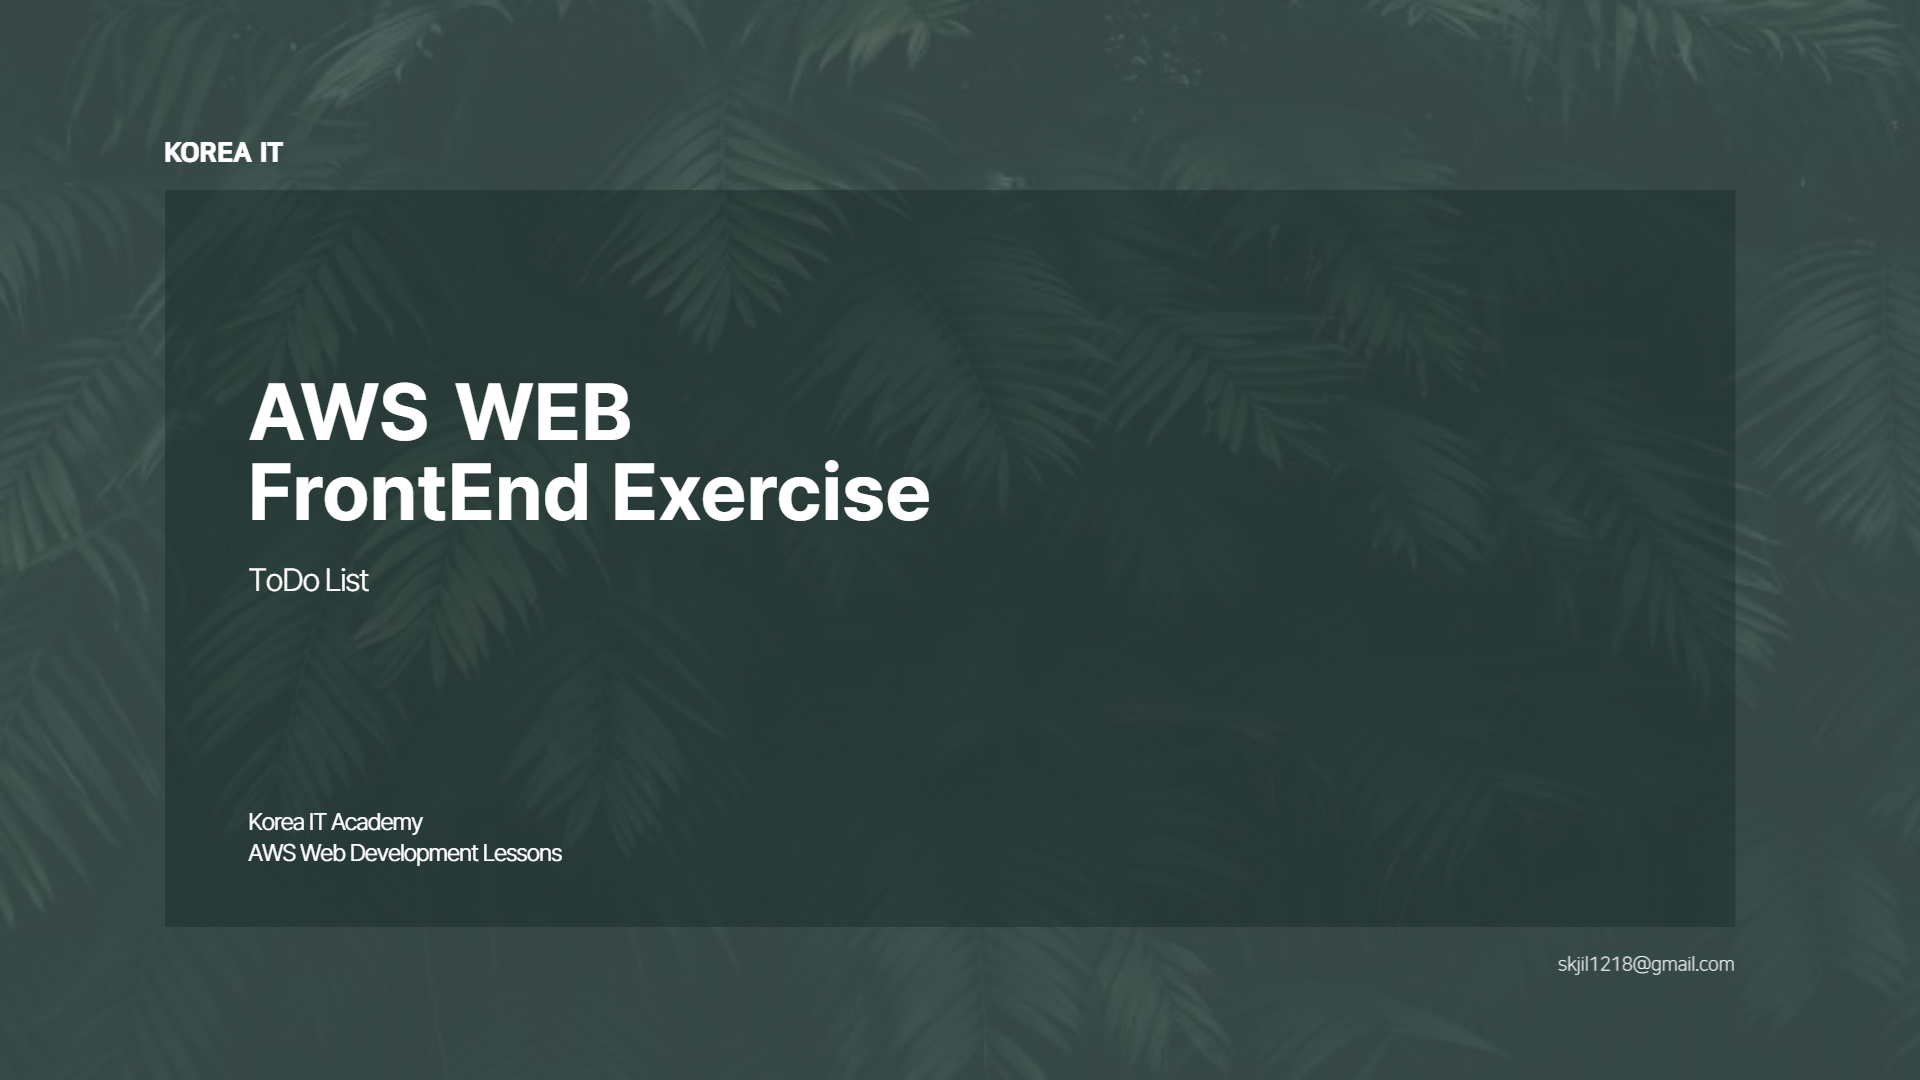 KOREA IT
AWS WEB
FrontEnd Exercise
ToDo List
Korea IT Academy
AWS Web Development Lessons
skjil1218@gmail.com